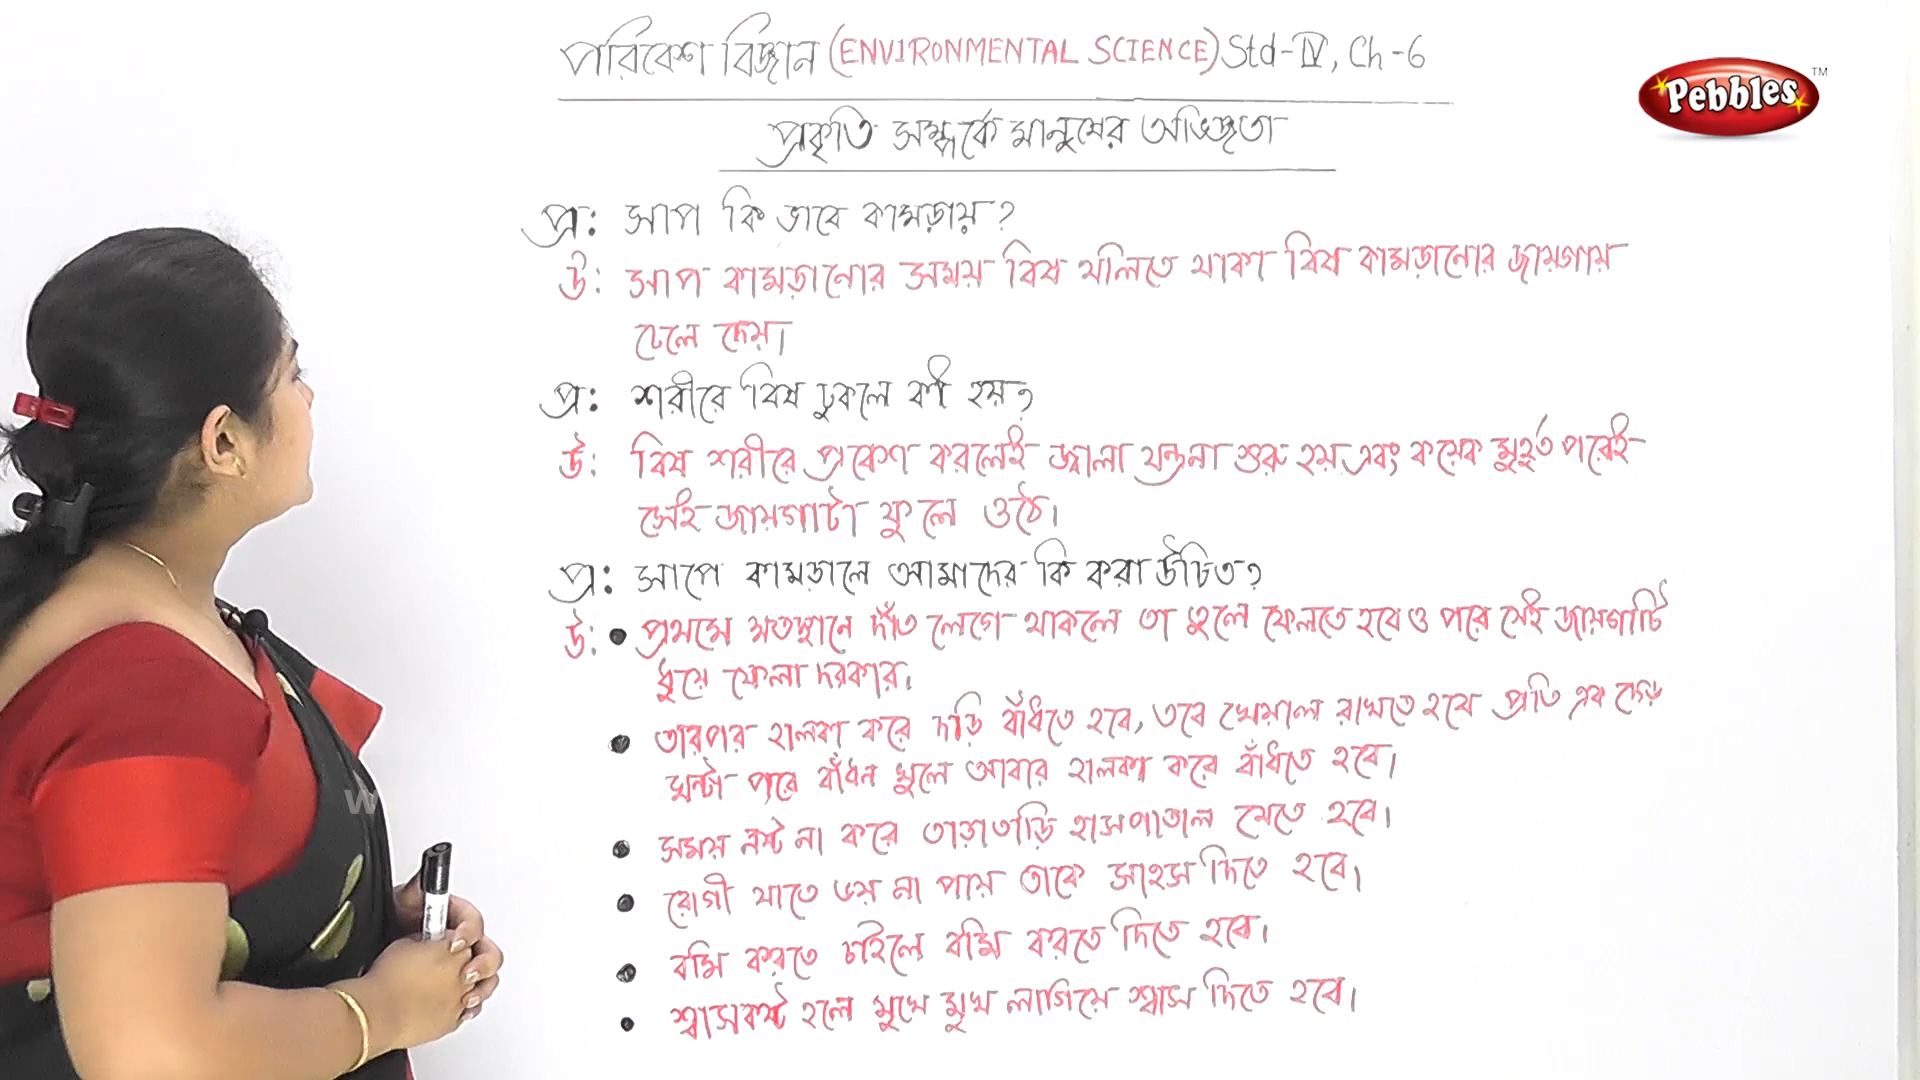 পরিবেশ বিজ্ঞান (ENVIRONMENTAL SCIENCE) Std-IV, Ch-6
Pebbles TM
প্রকৃতি সম্পর্কে মানুষের অভিজ্ঞতা
প্র: সাপ কি ভাবে কামড়ায়?
উ: সাপ কামড়ানোর সময় বিষ থলিতে থাকা বিষ কামড়ানোর জায়গায়
ঢেলে দেয়।
প্র: শরীরে বিষ ঢুকলে কী হয়?
উ: বিষ শরীরে প্রবেশ করলেই জ্বালা যন্ত্রনা শুরু হয় এবং কয়েক মুহূর্ত পরেই
সেই জায়গাটা ফুলে ওঠে।
প্র: সাপে কামড়ালে আমাদের কি করা উচিত?
উ: • প্রথমে ক্ষতস্থানে দাঁত লেগে থাকলে তা তুলে ফেলতে হবে ও পরে সেই জায়গাটি
ধুয়ে ফেলা দরকার।
• তারপর হালকা করে দড়ি বাঁধতে হবে, তবে খেয়াল রাখতে হবে প্রতি এক দেড়
ঘন্টা পরে বাঁধন খুলে আবার হালকা করে বাঁধতে হবে।
• সময় নষ্ট না করে তাড়াতাড়ি হাসপাতাল যেতে হবে।
• রোগী যাতে ভয় না পায় তাকে সাহস দিতে হবে।
• বমি করতে চাইলে বমি করতে দিতে হবে।
• শ্বাসকষ্ট হলে মুখে মুখ লাগিয়ে শ্বাস দিতে হবে।